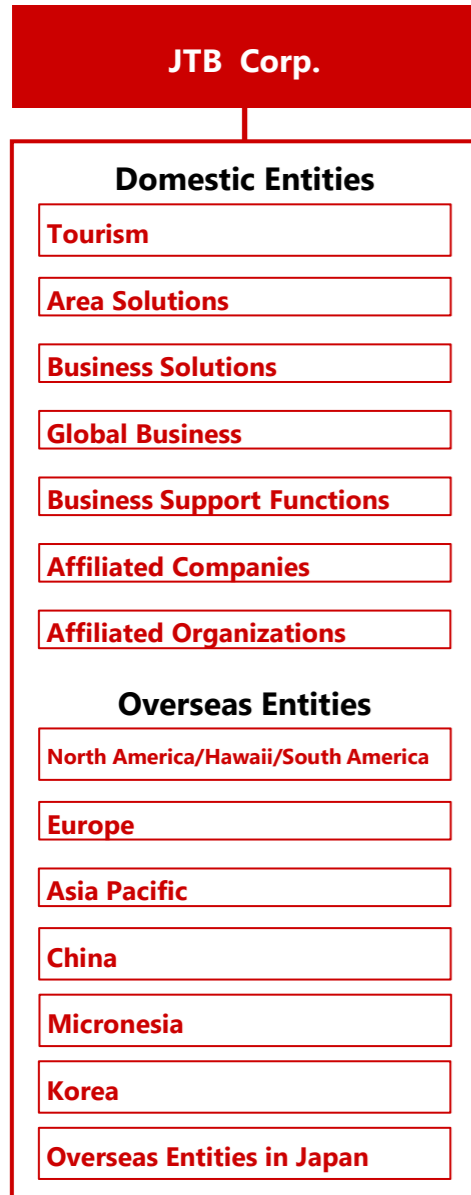 JTB Corp.
Domestic Entities
Tourism
Area Solutions
Business Solutions
Global Business
Business Support Functions
Affiliated Companies
Affiliated Organizations
Overseas Entities
North America/Hawaii/South America
Europe
Asia Pacific
China
Micronesia
Korea
Overseas Entities in Japan